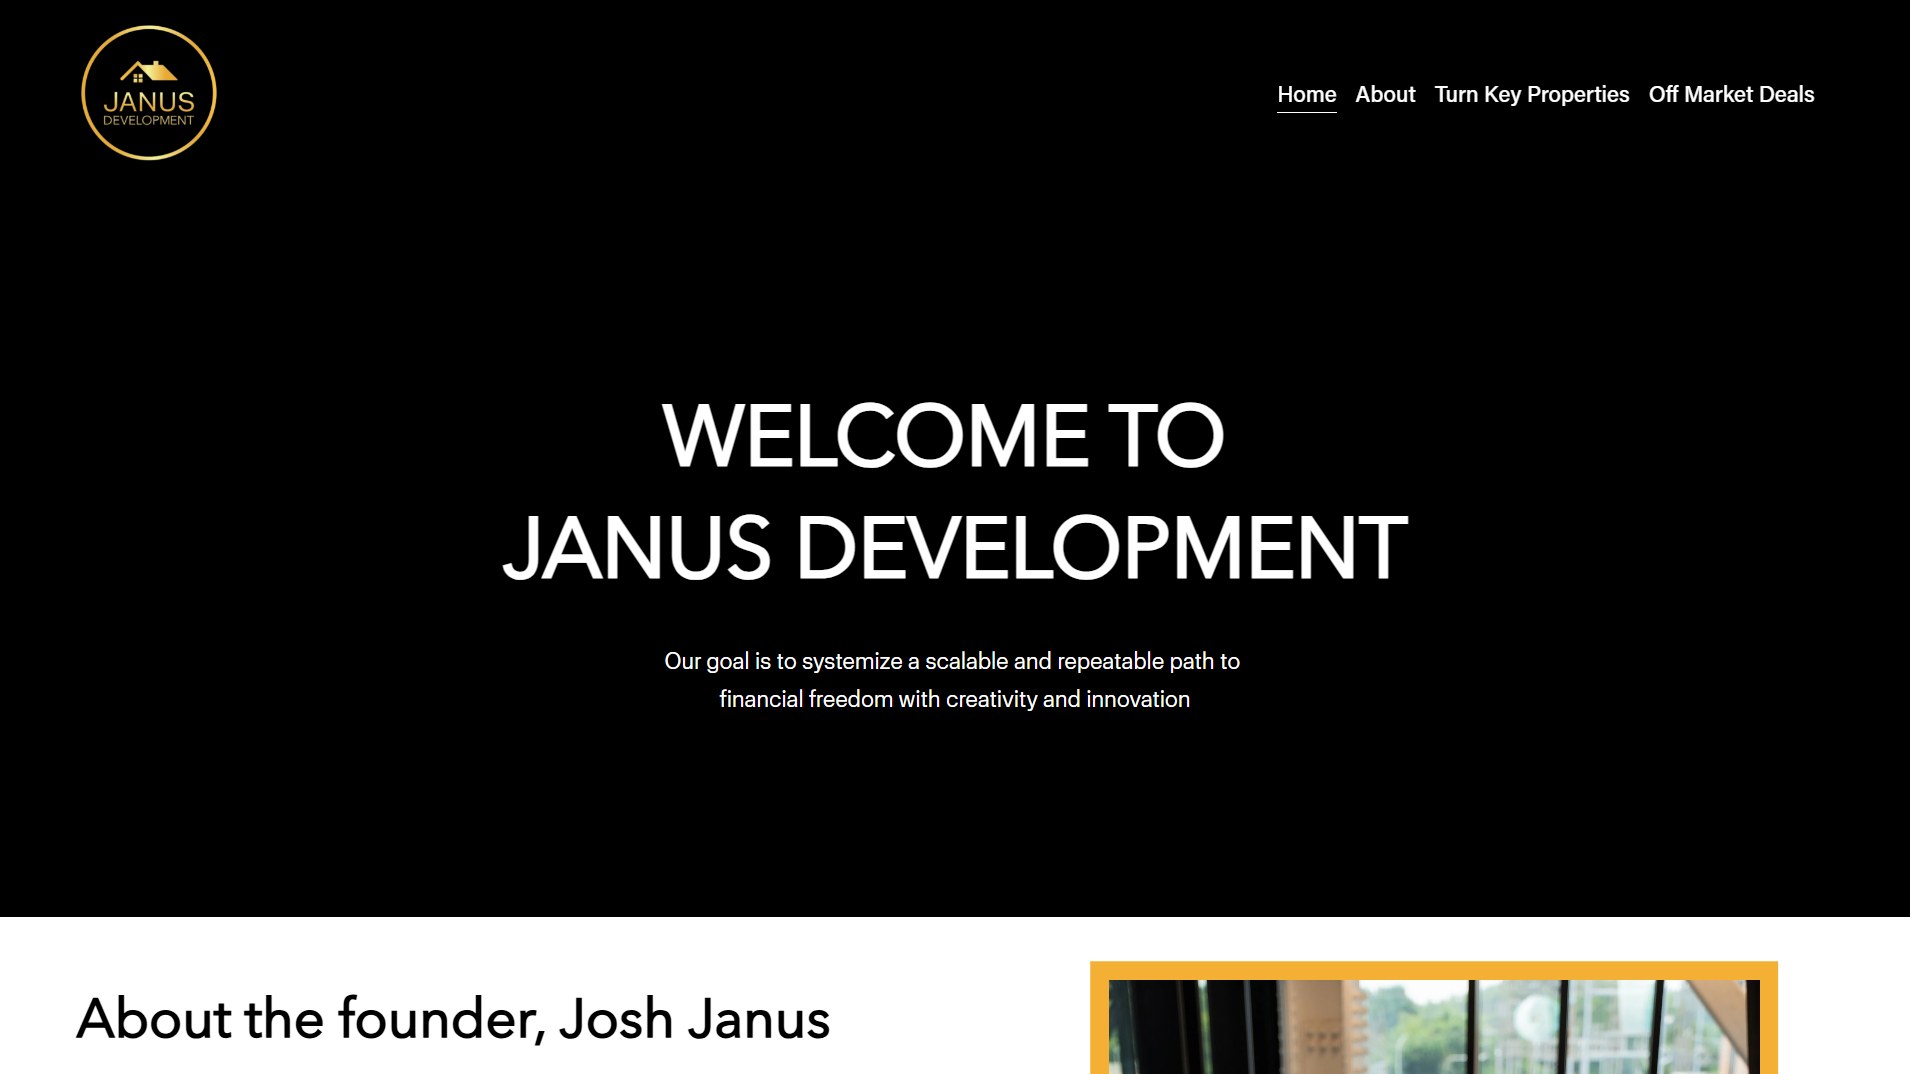 JANUS
DEVELOPMENT
Home About Turn Key Properties Off Market Deals
WELCOME TO
JANUS DEVELOPMENT
Our goal is to systemize a scalable and repeatable path to
financial freedom with creativity and innovation
About the founder, Josh Janus